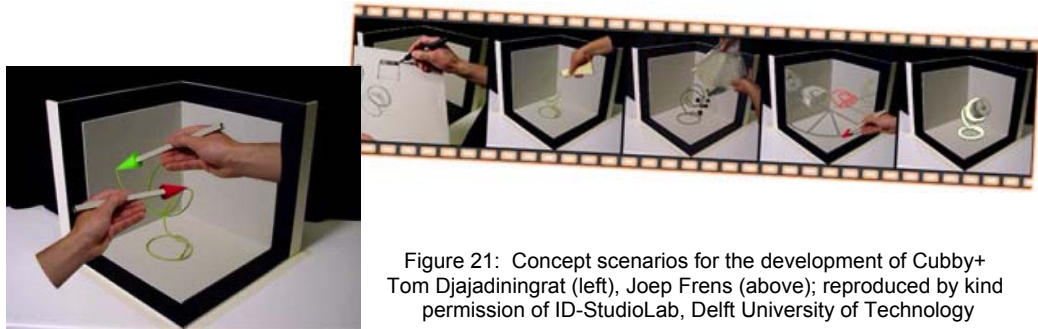 Figure 21:  Concept scenarios for the development of Cubby+
Tom Djajadiningrat (left), Joep Frens (above); reproduced by kind
permission of ID-StudioLab, Delft University of Technology